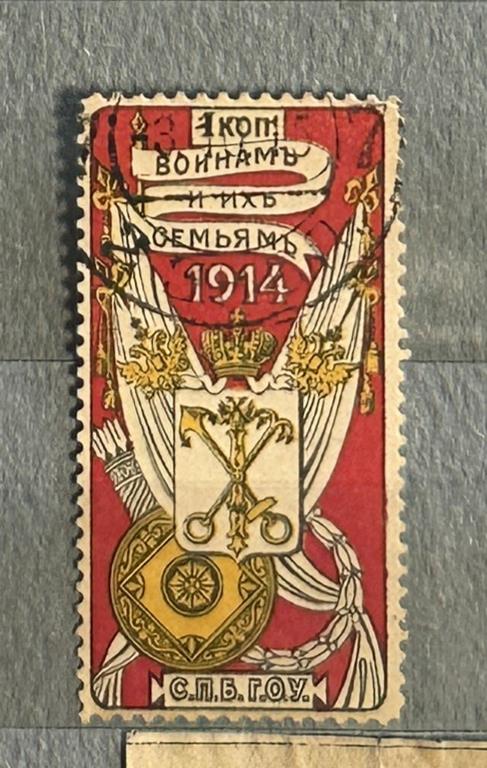 1 КОП.
ВОИНАМЪ
И ИХЪ
СЕМЬЯМЪ
1914
С.П.Б. Г.О.У.